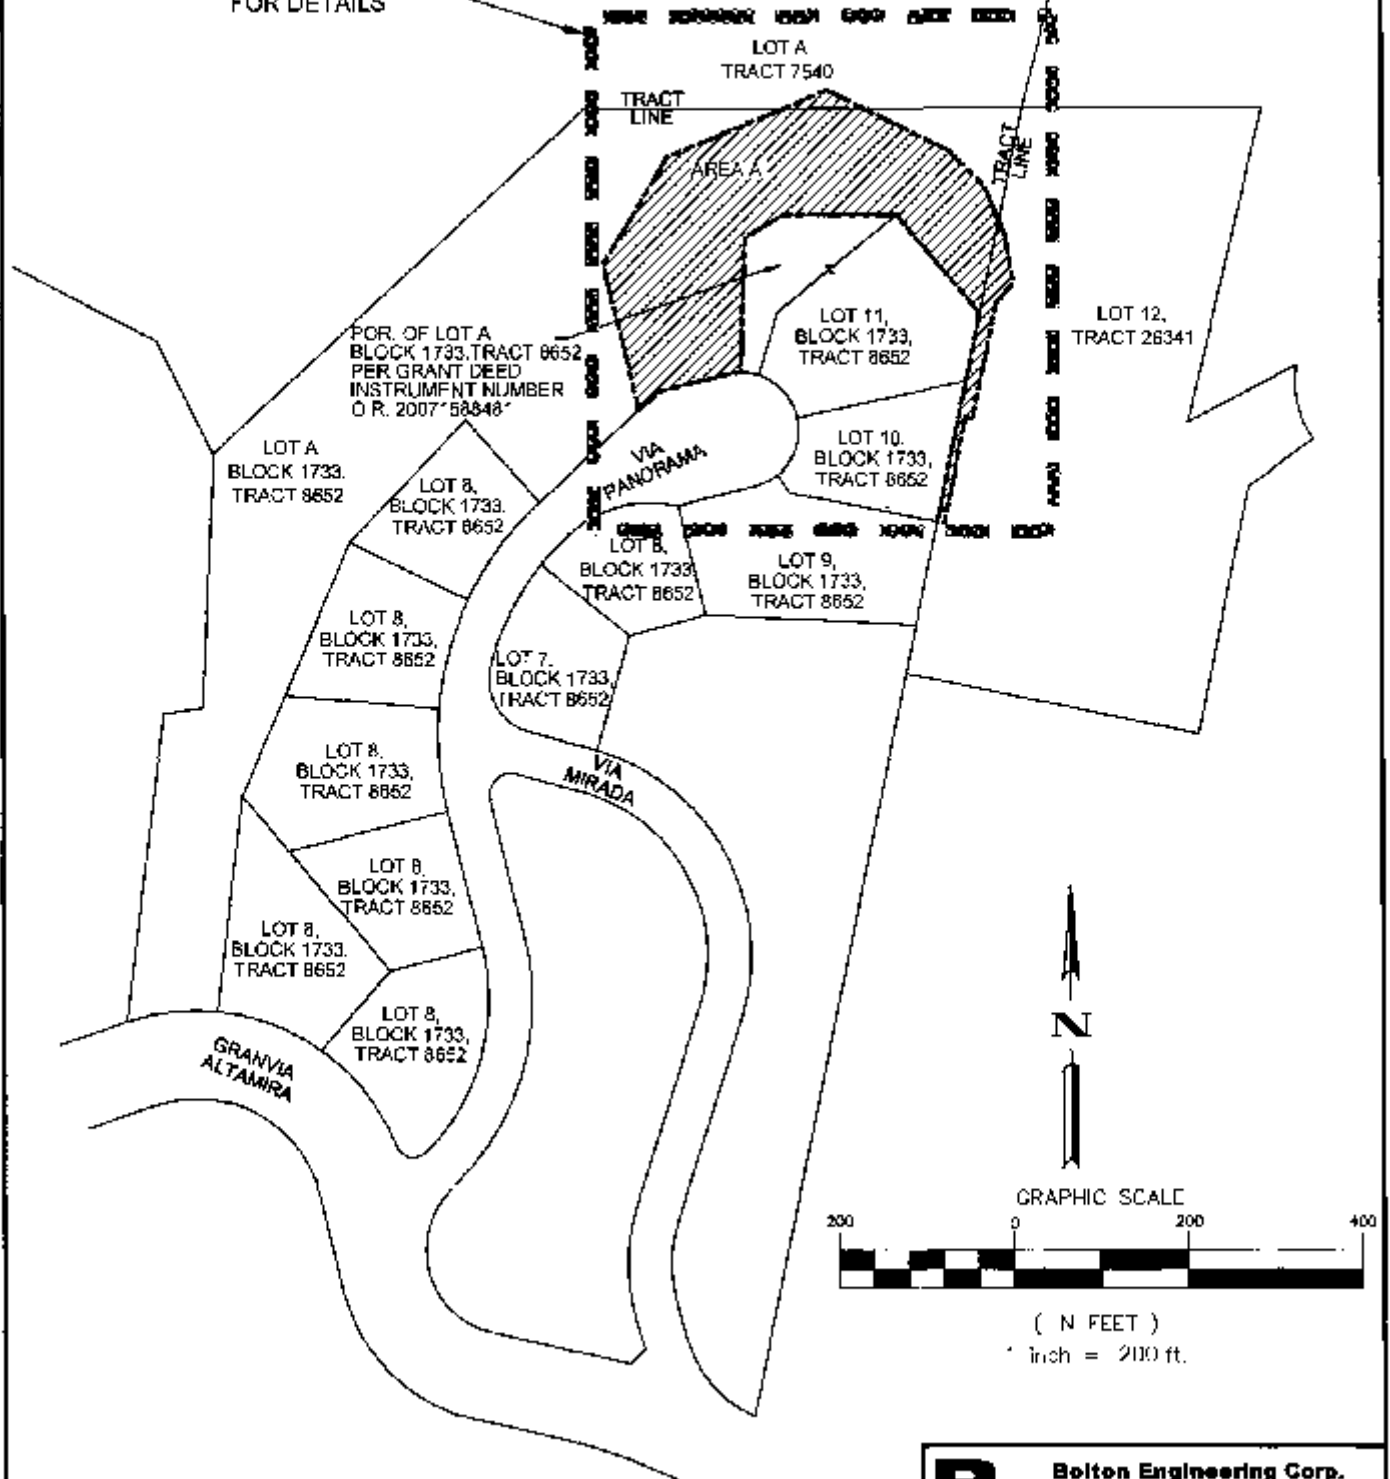 FOR DETAILS
LOT A
TRACT 7540
TRACT
LINE
TRACT
LINE
AREA A
LOT 11,
BLOCK 1733,
TRACT 8652
LOT 12,
TRACT 26341
POR. OF LOT A
BLOCK 1733, TRACT 8652
PER GRANT DEED
INSTRUMENT NUMBER
O.R.
LOT A
BLOCK 1733.
TRACT 8652
LOT 8,
BLOCK 1733.
TRACT 8652
VIA
PANORAMA
LOT 10.
BLOCK 1733,
TRACT 8652
LOT 8,
BLOCK 1733
TRACT 8652
LOT 9,
BLOCK 1733,
TRACT 8652
LOT 8,
BLOCK 1733,
TRACT 8652
LOT 7.
BLOCK 1733,
TRACT 8652
LOT 8.
BLOCK 1733,
TRACT 8652
VIA
MIRADA
LOT 8,
BLOCK 1733,
TRACT 8652
LOT 8,
BLOCK 1733.
TRACT 8652
LOT 8,
BLOCK 1733,
TRACT 8652
GRANVIA
ALTAMIRA
N
GRAPHIC SCALE
200 0 200 400
( N FEET )
inch = 200 ft.
Bolton Engineering Corp.